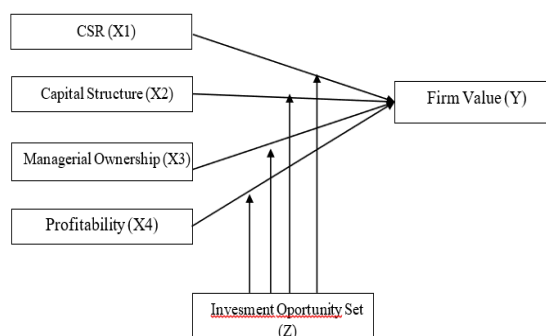 CSR (X1)
Capital Structure (X2)
Firm Value (Y)
Managerial Ownership (X3)
Profitability (X4)
Invesment Oportunity Set
(Z)